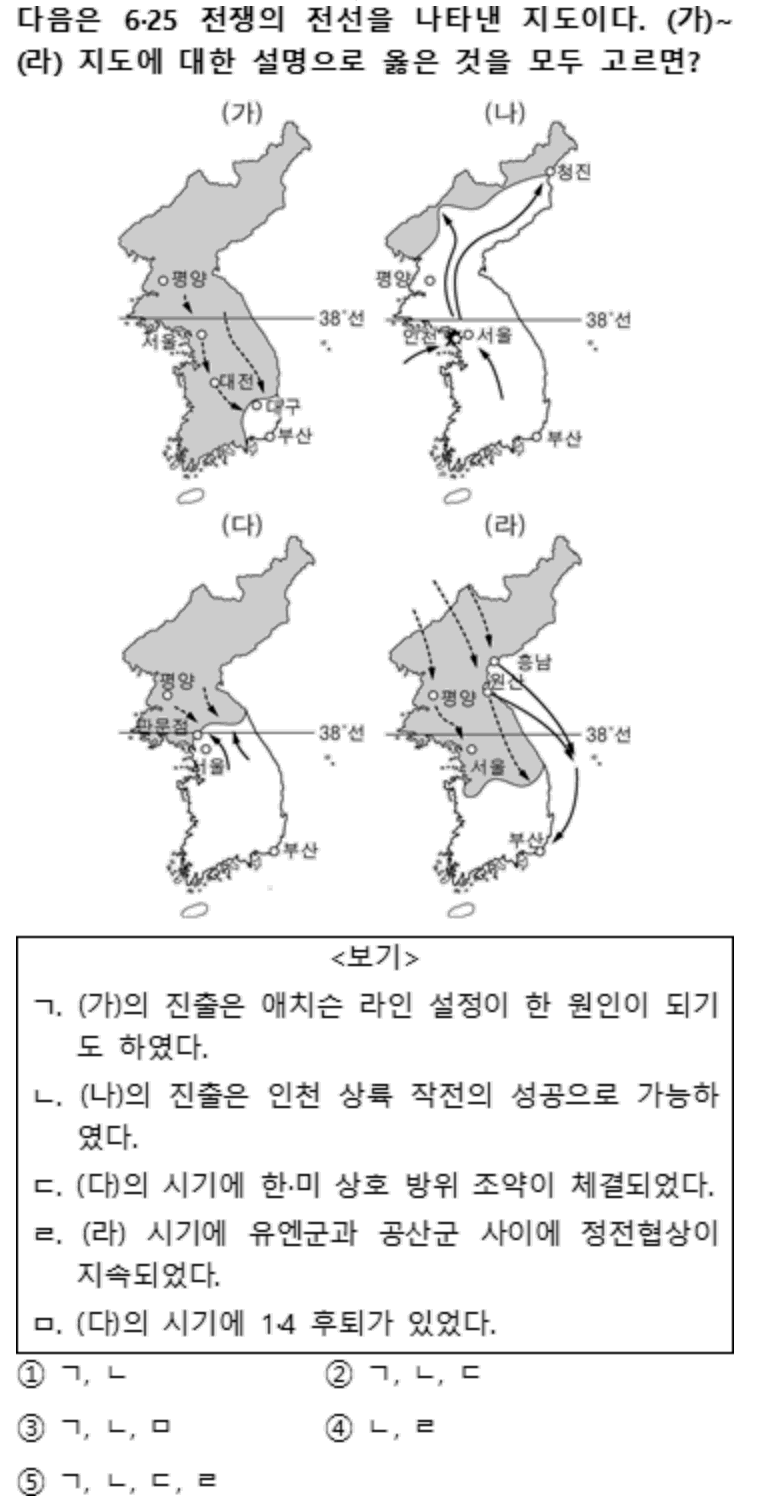 다음은 6·25 전쟁의 전선을 나타낸 지도이다. (가)~
(라) 지도에 대한 설명으로 옳은 것을 모두 고르면?
(가)
(나)
평양
38°선
서울
대전
대구
부산
청진
평양
38°선
인천
서울
부산
(다)
(라)
평양
판문점
38°선
서울
부산
흥남
원산
평양
38°선
서울
부산
<보기>
ㄱ. (가)의 진출은 애치슨 라인 설정이 한 원인이 되기
도 하였다.
ㄴ. (나)의 진출은 인천 상륙 작전의 성공으로 가능하
였다.
ㄷ. (다)의 시기에 한·미 상호 방위 조약이 체결되었다.
ㄹ. (라) 시기에 유엔군과 공산군 사이에 정전협상이
지속되었다.
ㅁ. (다)의 시기에 1·4 후퇴가 있었다.
① ㄱ, ㄴ
② ㄱ, ㄴ, ㄷ
③ ㄱ, ㄴ, ㅁ
④ ㄴ, ㄹ
⑤ ㄱ, ㄴ, ㄷ, ㄹ